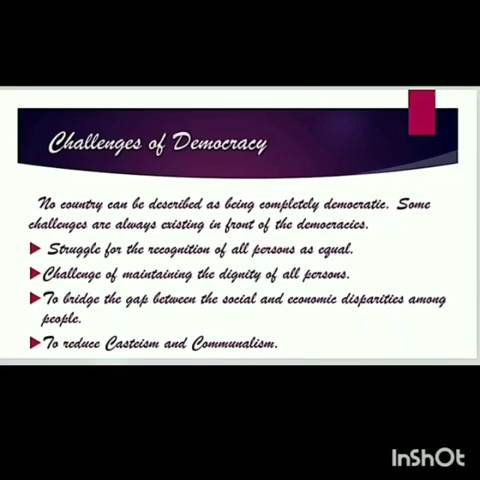 Challenges of Democracy
No country can be described as being completely democratic. Some
challenges are always existing in front of the democracies.
Struggle for the recognition of all persons as equal.
Challenge of maintaining the dignity of all persons.
To bridge the gap between the social and economic disparities among
people.
To reduce Casteism and Communalism.
InShOt